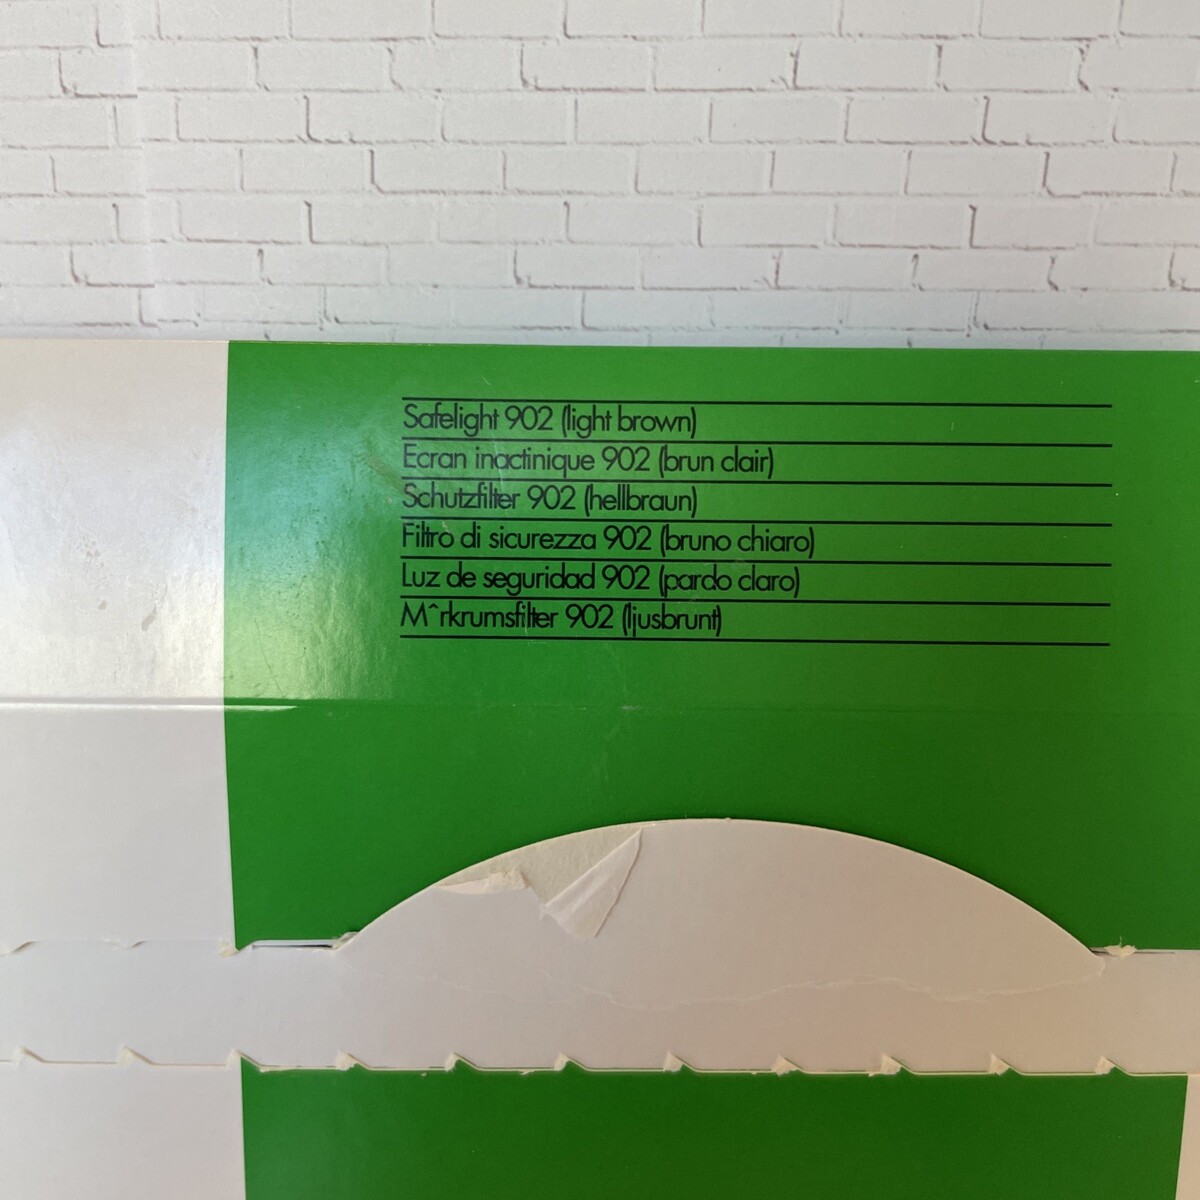 Safelight 902 (light brown)
Ecran inactinique 902 (brun clair)
Schutzfilter 902 (hellbraun)
Filtro di sicurezza 902 (bruno chiaro)
Luz de seguridad 902 (pardo claro)
Mˆrkrumsfilter 902 (ljusbrunt)